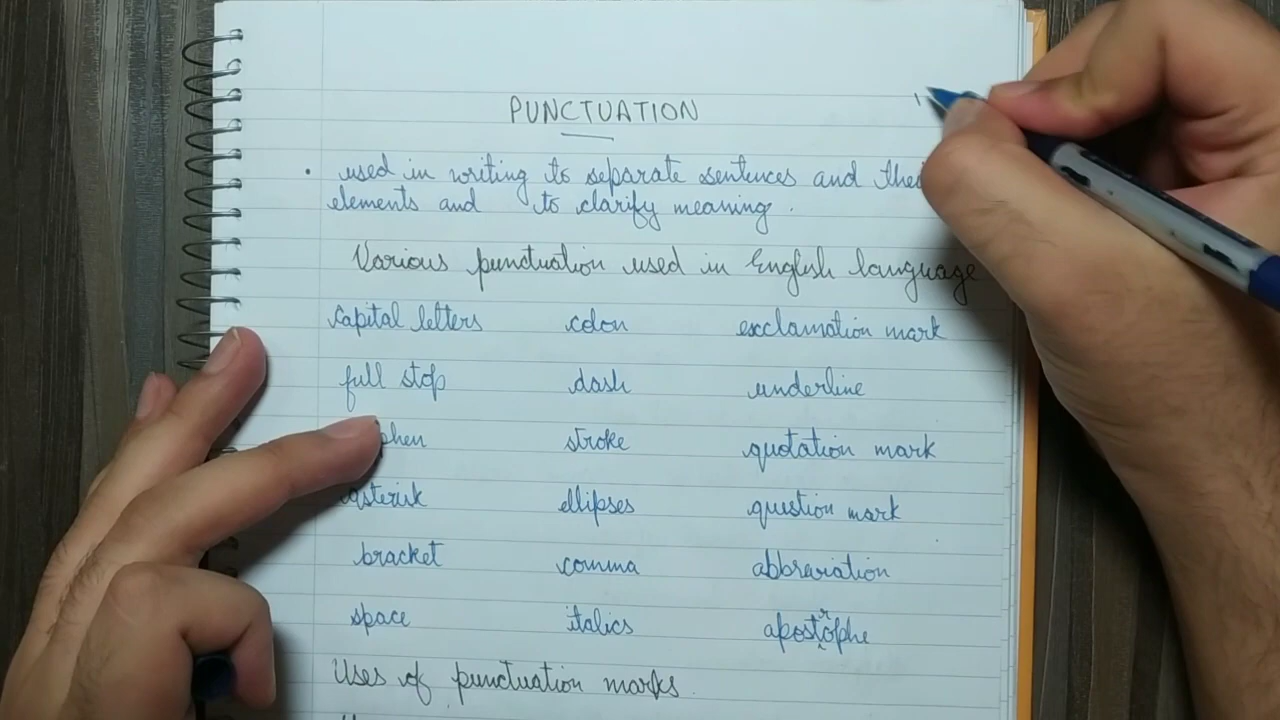 PUNCTUATION
• used in writing to separate sentences and
elements and to clarify meaning.
Various punctuation used in English language
capital letters colon exclamation mark
full stop dash underline
stroke quotation mark
asterisk ellipses question mark
bracket comma abbreviation
space italics apostrophe
Uses of punctuation marks.